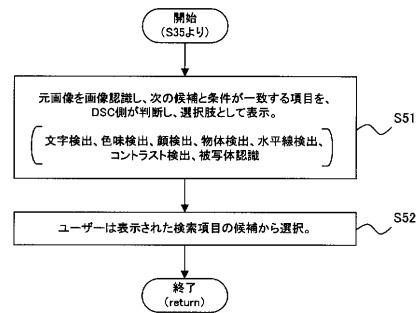 開始
(S35より)
元画像を画像認識し、次の候補と条件が一致する項目を、
DSC側が判断し、選択肢として表示。
文字検出、色味検出、顔検出、物体検出、水平線検出、
コントラスト検出、被写体認識
S51
ユーザーは表示された検索項目の候補から選択。
S52
終了
(return)